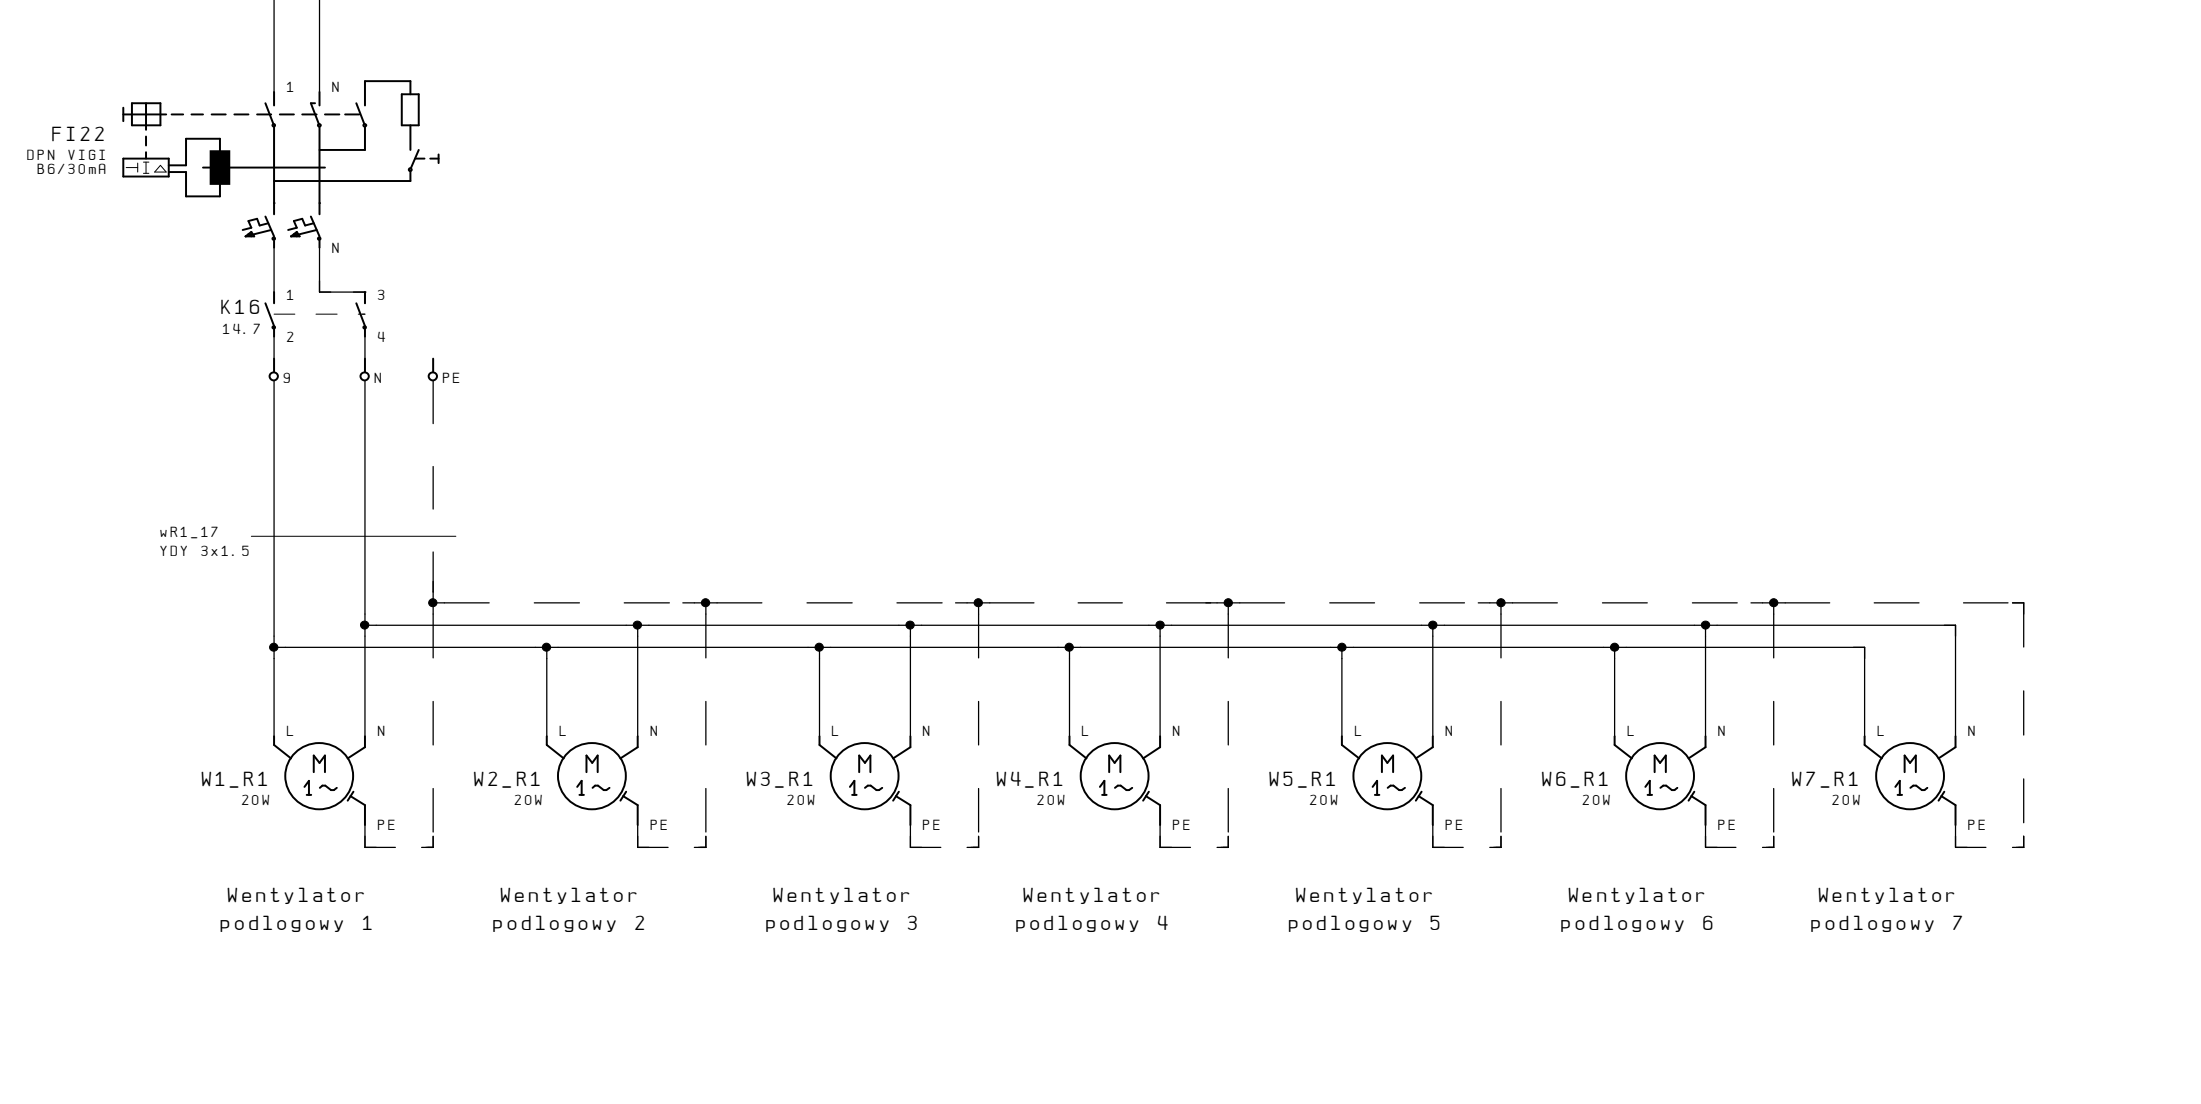 1 N
FI22
DPN VIGI
B6/30mA
N
K16 1 3
14.7 2 4
9 N PE
wR1_17
YDY 3x1.5
L N L N L N L N L N L N L N
M M M M M M M
W1_R1 1~ W2_R1 1~ W3_R1 1~ W4_R1 1~ W5_R1 1~ W6_R1 1~ W7_R1 1~
20W 20W 20W 20W 20W 20W 20W
PE PE PE PE PE PE PE
Wentylator Wentylator Wentylator Wentylator Wentylator Wentylator Wentylator
podlogowy 1 podlogowy 2 podlogowy 3 podlogowy 4 podlogowy 5 podlogowy 6 podlogowy 7